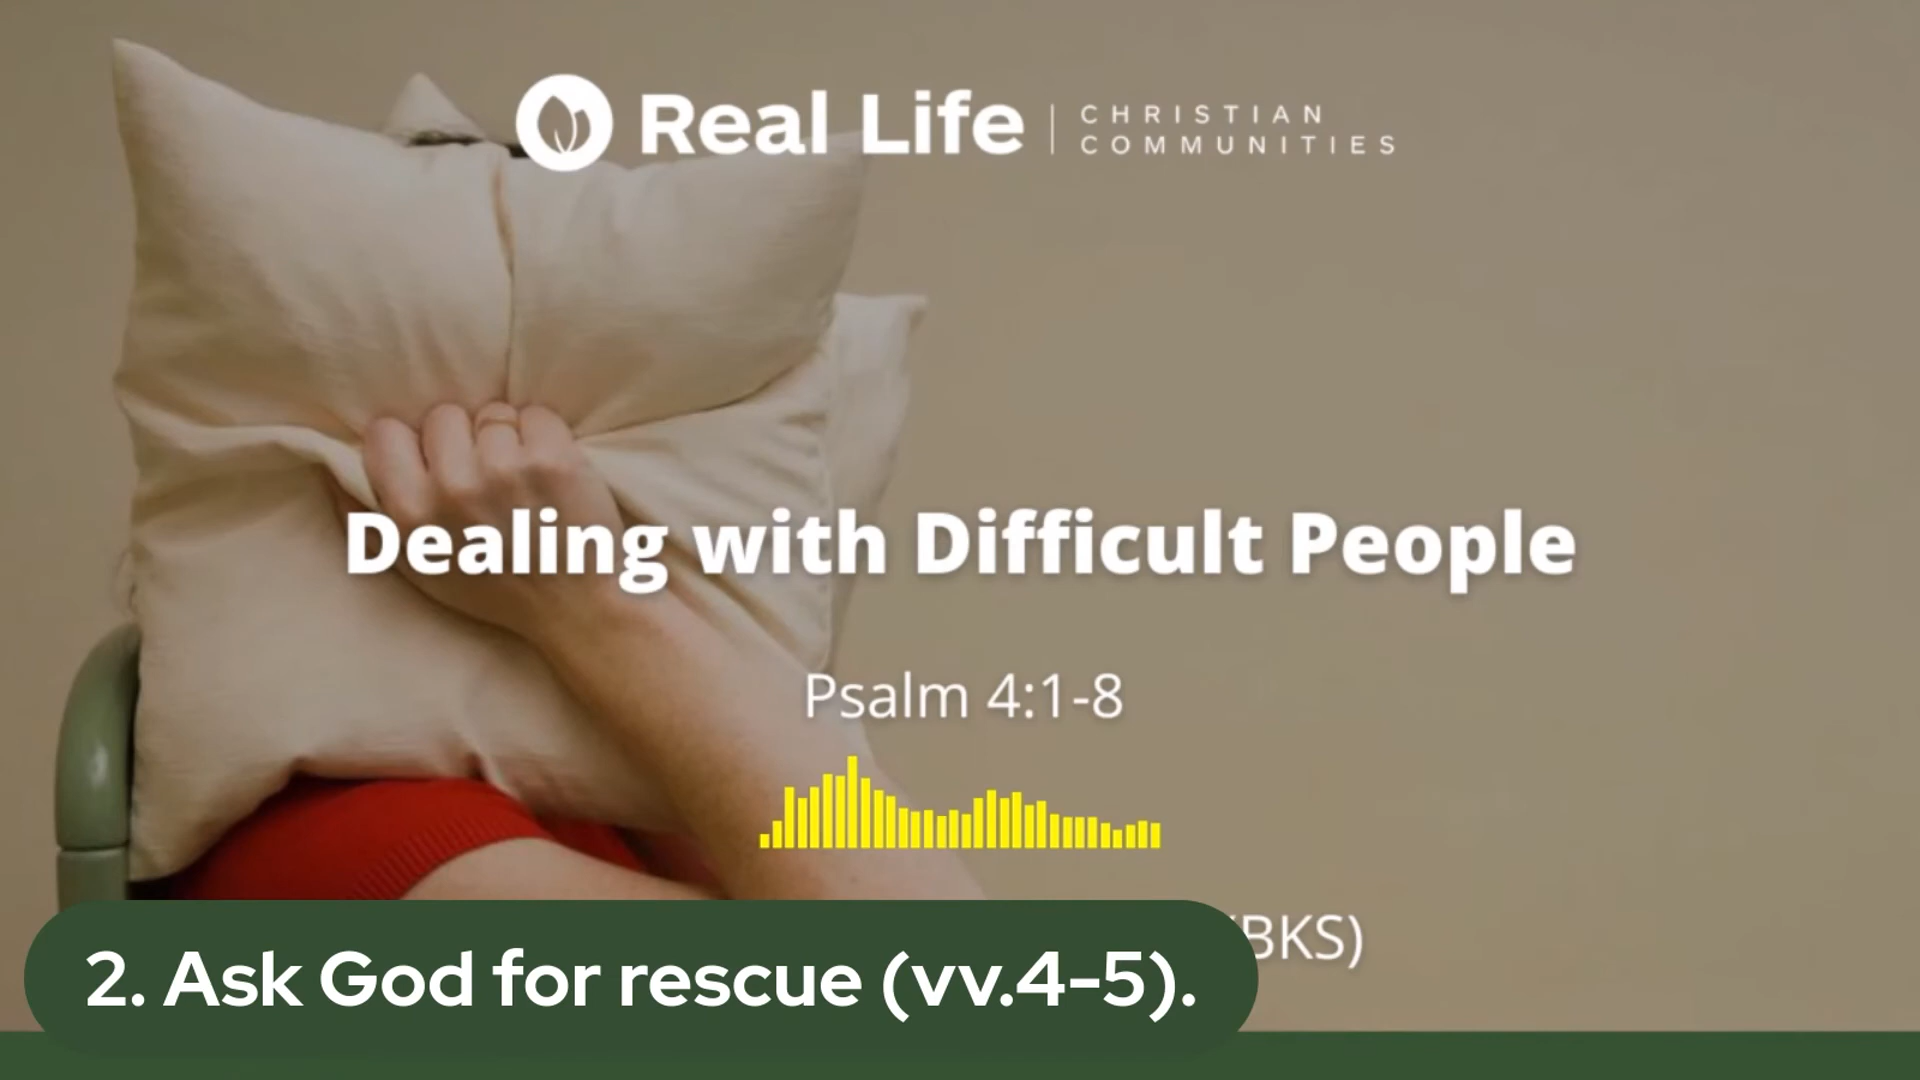 Real Life
CHRISTIAN
COMMUNITIES
Dealing with Difficult People
Psalm 4:1-8
BKS)
2. Ask God for rescue (vv.4-5).